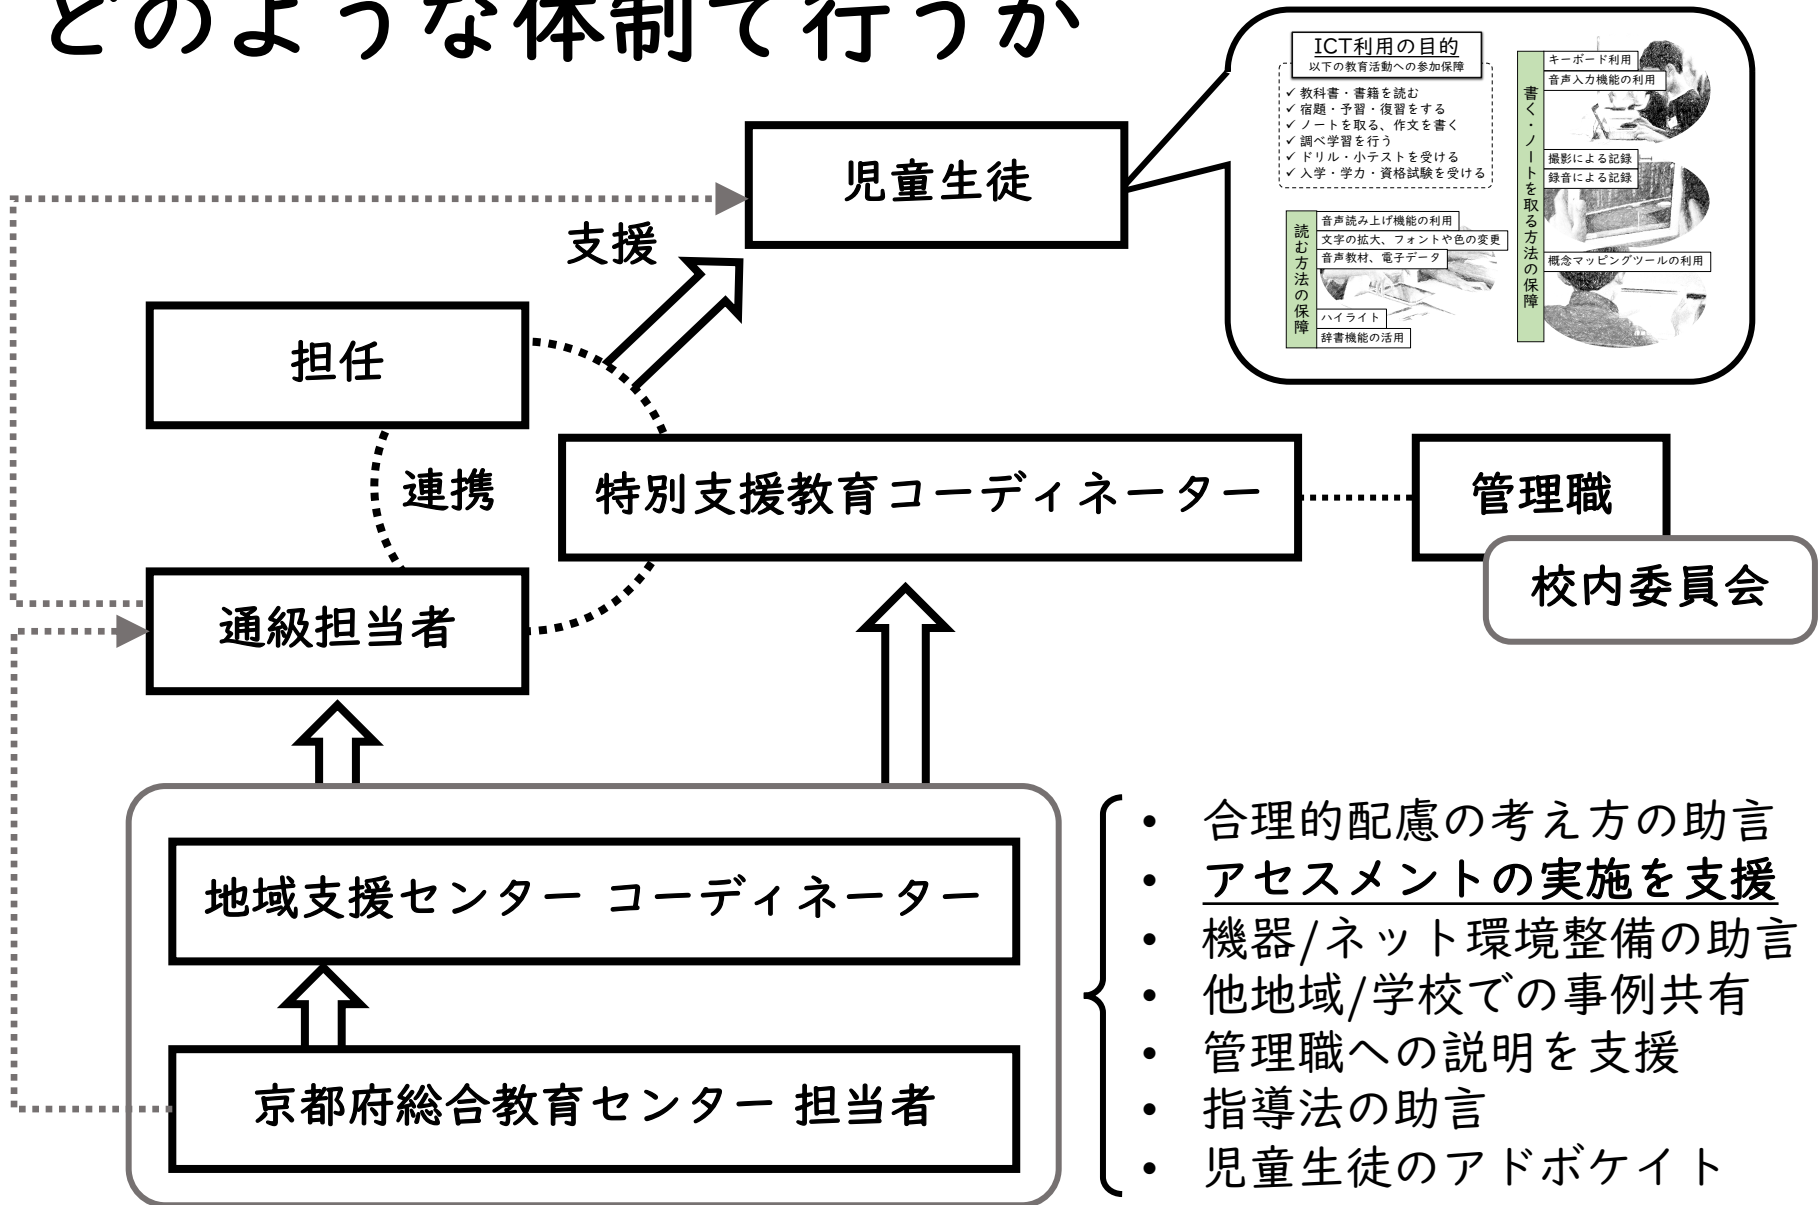 どのような体制で行うか
ICT利用の目的
以下の教育活動への参加保障
✓ 教科書・書籍を読む
✓ 宿題・予習・復習をする
✓ ノートを取る、作文を書く
✓ 調べ学習を行う
✓ ドリル・小テストを受ける
✓ 入学・学力・資格試験を受ける
読む方法の保障
音声読み上げ機能の利用
文字の拡大、フォントや色の変更
音声教材、電子データ
ハイライト
辞書機能の活用
書く・ノートを取る方法の保障
キーボード利用
音声入力機能の利用
撮影による記録
録音による記録
概念マッピングツールの利用
児童生徒
支援
担任
連携
特別支援教育コーディネーター
管理職
校内委員会
通級担当者
地域支援センター コーディネーター
京都府総合教育センター 担当者
• 合理的配慮の考え方の助言
• アセスメントの実施を支援
• 機器/ネット環境整備の助言
• 他地域/学校での事例共有
• 管理職への説明を支援
• 指導法の助言
• 児童生徒のアドボケイト